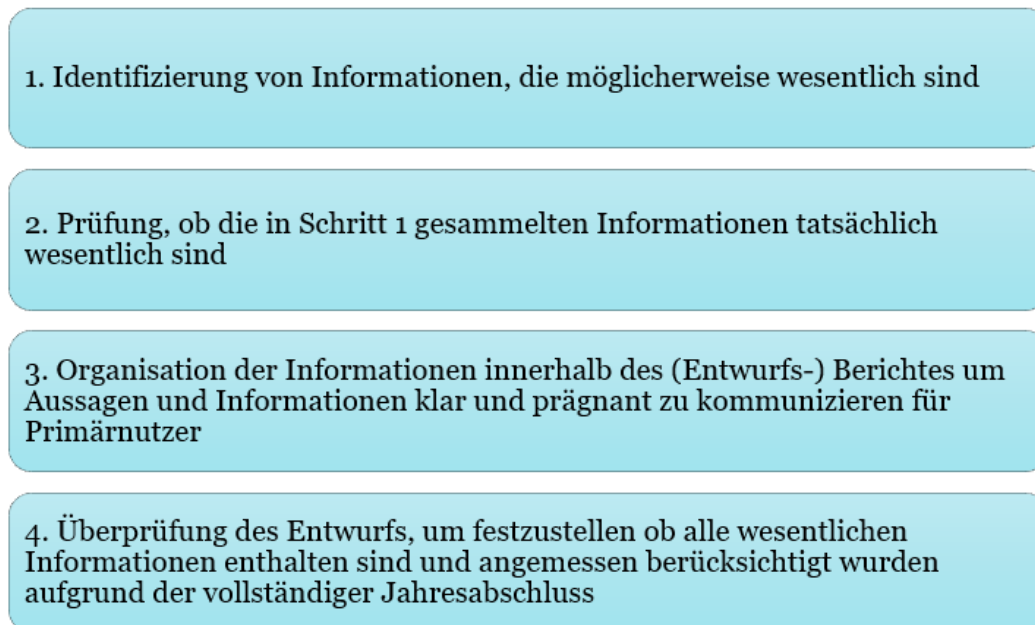 1. Identifizierung von Informationen, die möglicherweise wesentlich sind
2. Prüfung, ob die in Schritt 1 gesammelten Informationen tatsächlich
wesentlich sind
3. Organisation der Informationen innerhalb des (Entwurfs-) Berichtes um
Aussagen und Informationen klar und prägnant zu kommunizieren für
Primärnutzer
4. Überprüfung des Entwurfs, um festzustellen ob alle wesentlichen
Informationen enthalten sind und angemessen berücksichtigt wurden
aufgrund der vollständiger Jahresabschluss